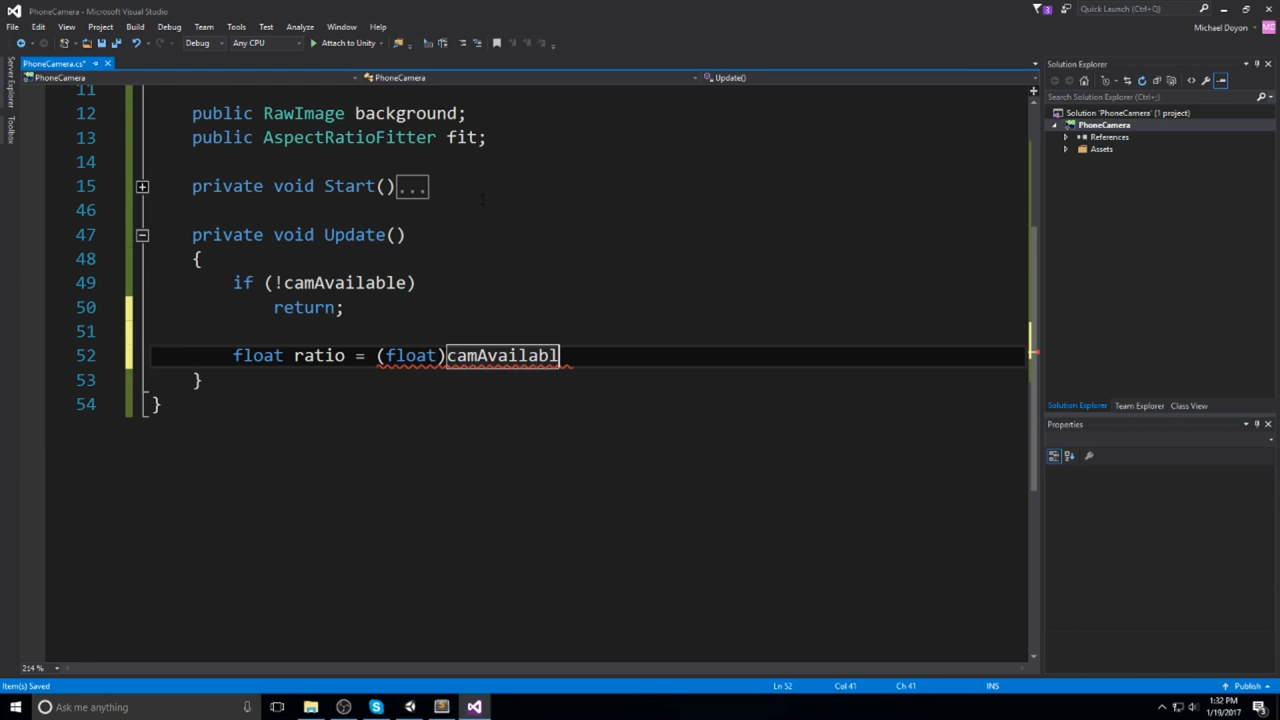 PhoneCamera - Microsoft Visual Studio
3
Quick Launch (Ctrl+Q)
File Edit View Project Build Debug Team Tools Test Analyze Window Help
Michael Doyon
Debug Any CPU Attach to Unity
PhoneCamera.cs*
Solution Explorer
PhoneCamera PhoneCamera Update()
Server Explorer
Toolbox
Search Solution Explorer (Ctrl+;)
Solution 'PhoneCamera' (1 project)
PhoneCamera
References
Assets
11
12 public RawImage background;
13 public AspectRatioFitter fit;
14
15 private void Start()...
46
47 private void Update()
48 {
49 if (!camAvailable)
50 return;
51
52 float ratio = (float)camAvailabl
53 }
54 }
Solution Explorer Team Explorer Class View
Properties
214 %
Item(s) Saved Ln 52 Col 41 Ch 41 INS Publish
Ask me anything
1:32 PM
1/19/2017